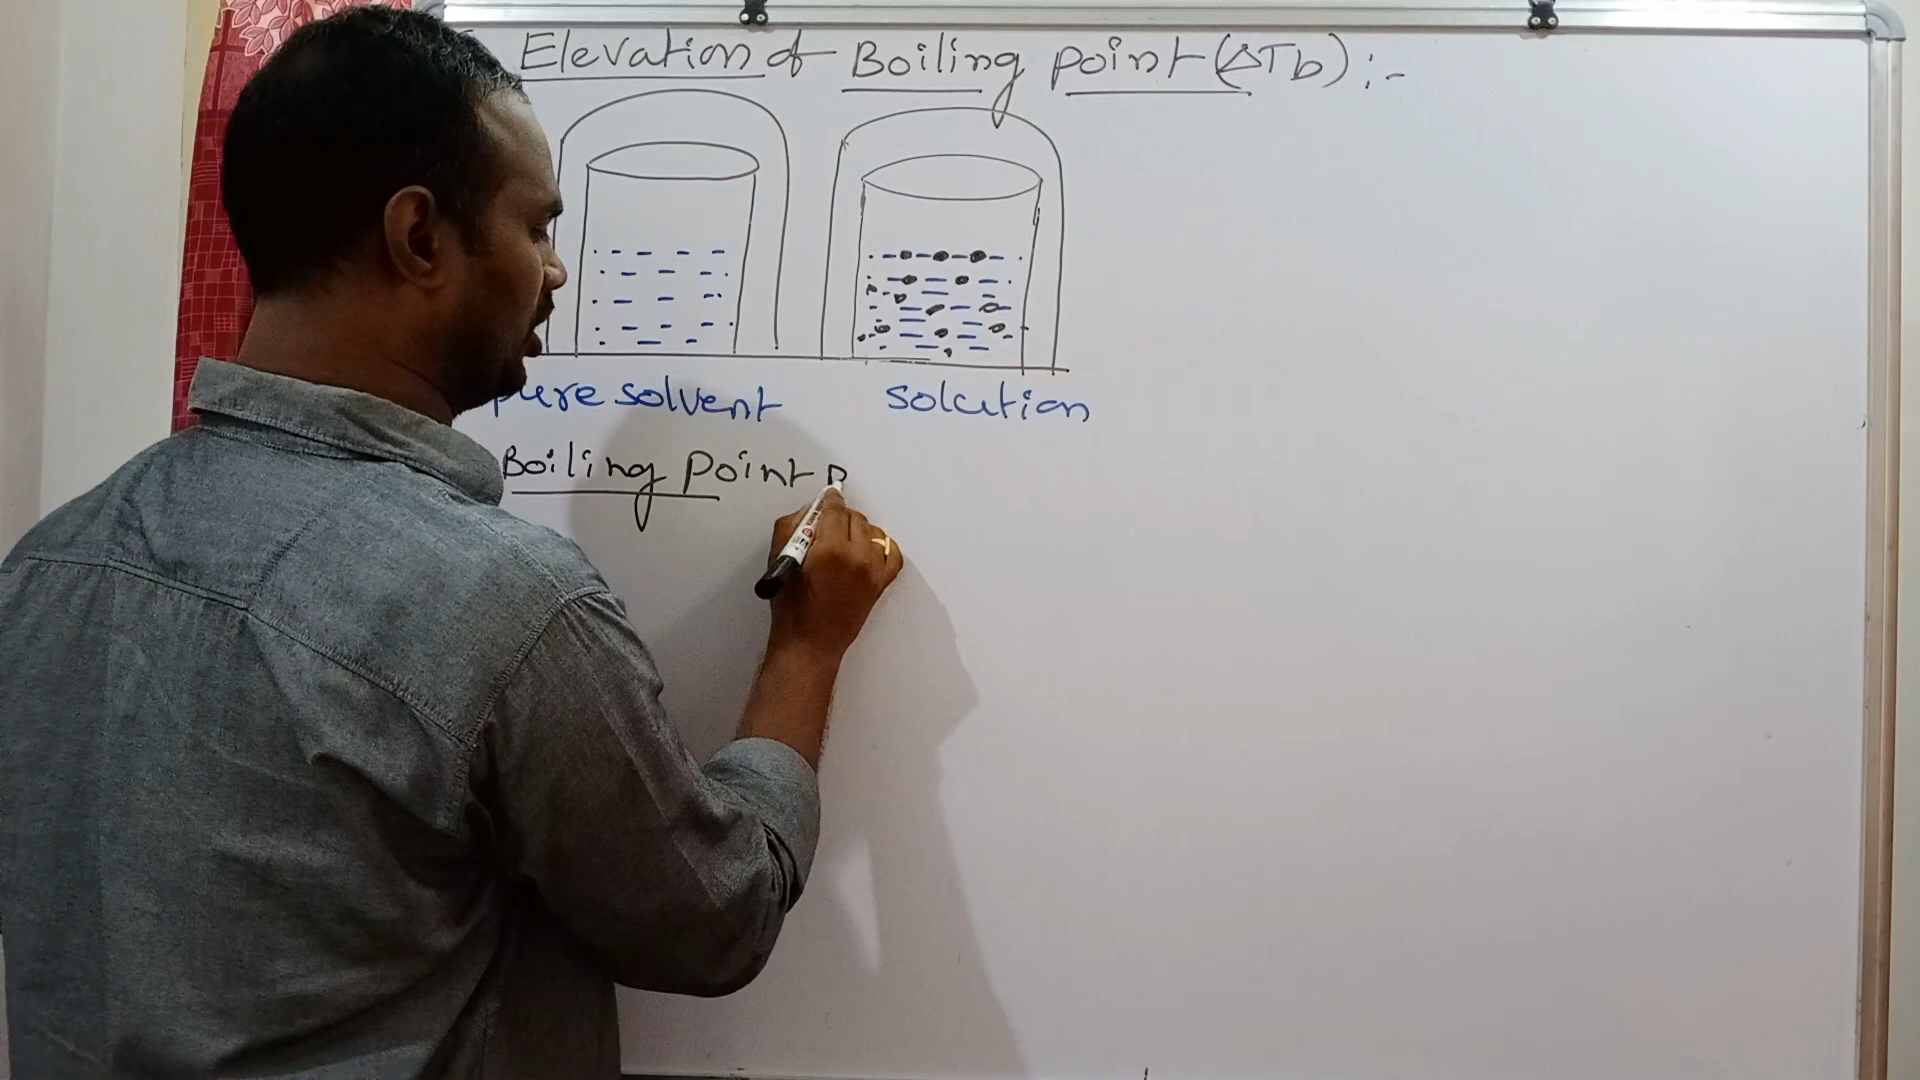 Elevation of Boiling point (ΔTb) :-
pure solvent solution
Boiling point